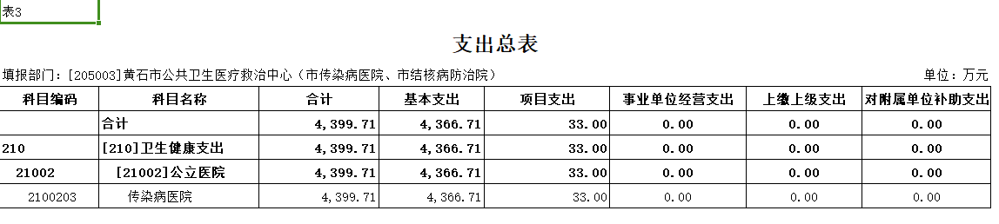 表3
支出总表
填报部门：[205003]黄石市公共卫生医疗救治中心（市传染病医院、市结核病防治院） 单位：万元
科目编码 科目名称 合计 基本支出 项目支出 事业单位经营支出 上缴上级支出 对附属单位补助支出
合计 4,399.71 4,366.71 33.00 0.00 0.00 0.00
210 [210]卫生健康支出 4,399.71 4,366.71 33.00 0.00 0.00 0.00
21002 [21002]公立医院 4,399.71 4,366.71 33.00 0.00 0.00 0.00
2100203 传染病医院 4,399.71 4,366.71 33.00 0.00 0.00 0.00